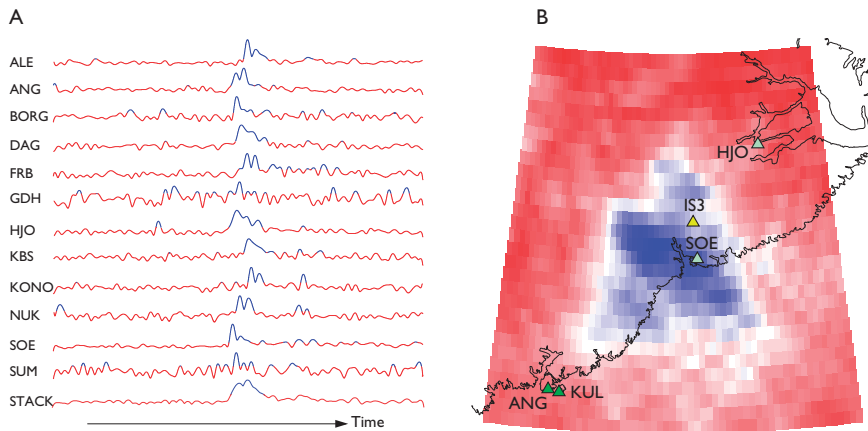 A
ALE
ANG
BORG
DAG
FRB
GDH
HJO
KBS
KONO
NUK
SOE
SUM
STACK
Time
B
HJO
IS3
SOE
ANG
KUL